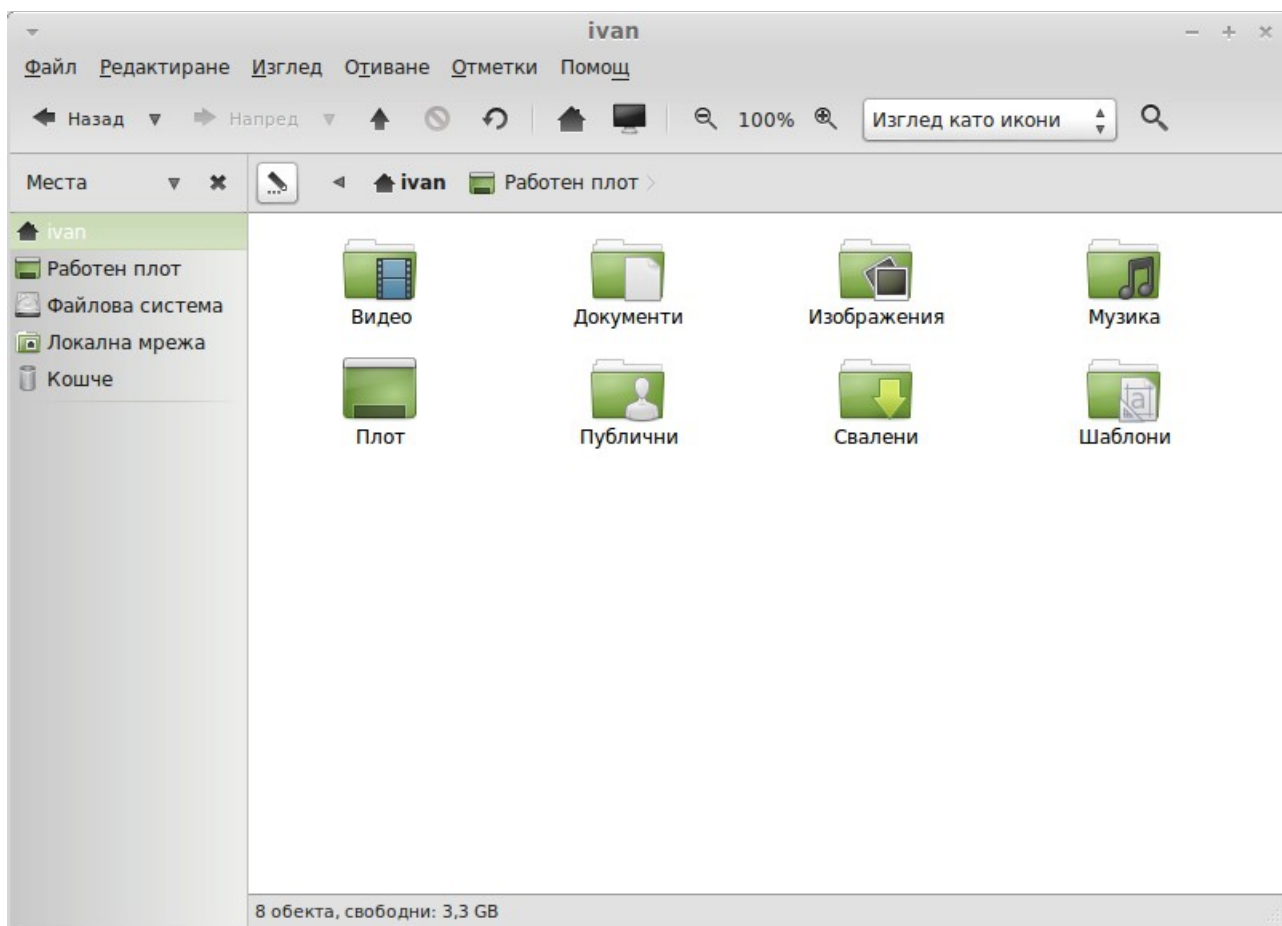 ivan
Файл Редактиране Изглед Отиване Отметки Помощ
Назад Напред 100% Изглед като икони
Места ivan Работен плот
ivan
Работен плот
Файлова система
Локална мрежа
Кошче
Видео Документи Изображения Музика
Плот Публични Свалени Шаблони
8 обекта, свободни: 3,3 GB